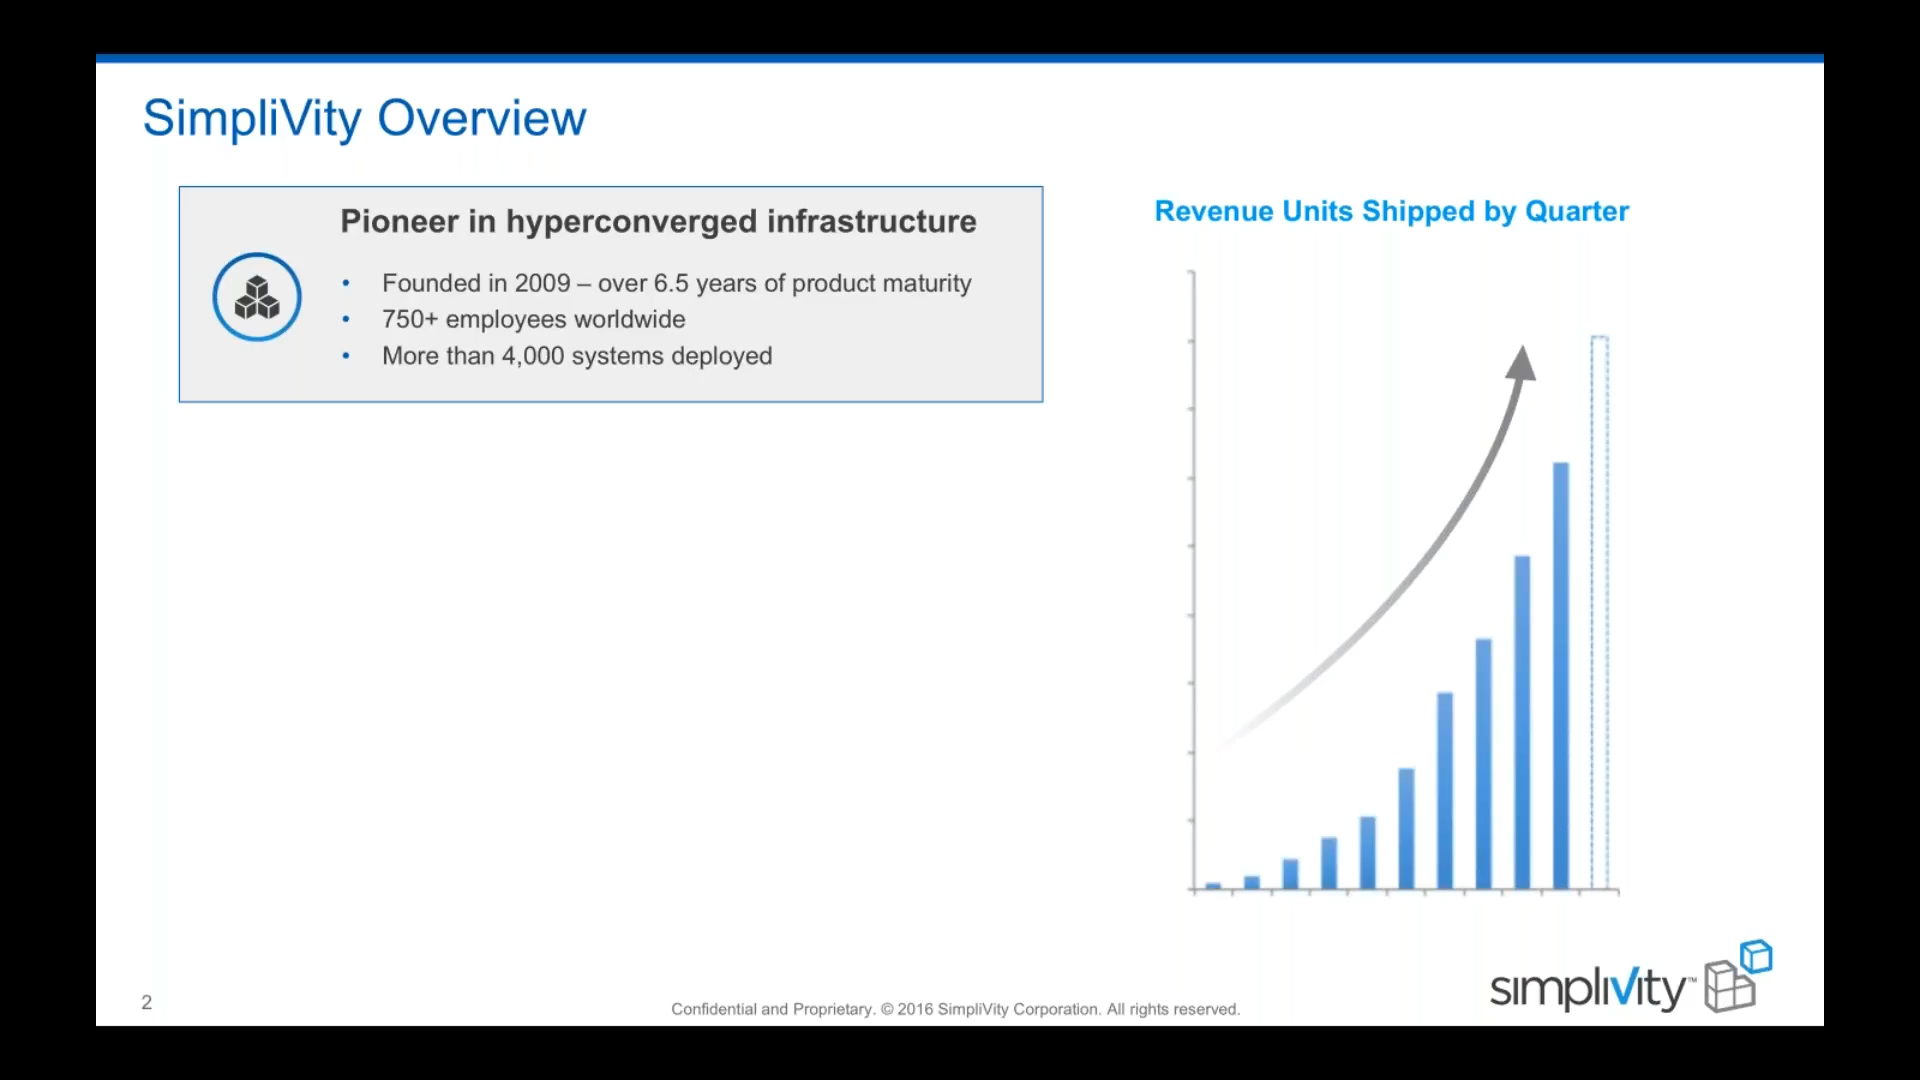 SimpliVity Overview
Pioneer in hyperconverged infrastructure
• Founded in 2009 – over 6.5 years of product maturity
• 750+ employees worldwide
• More than 4,000 systems deployed
Revenue Units Shipped by Quarter
2
Confidential and Proprietary. © 2016 SimpliVity Corporation. All rights reserved.
simplivity™